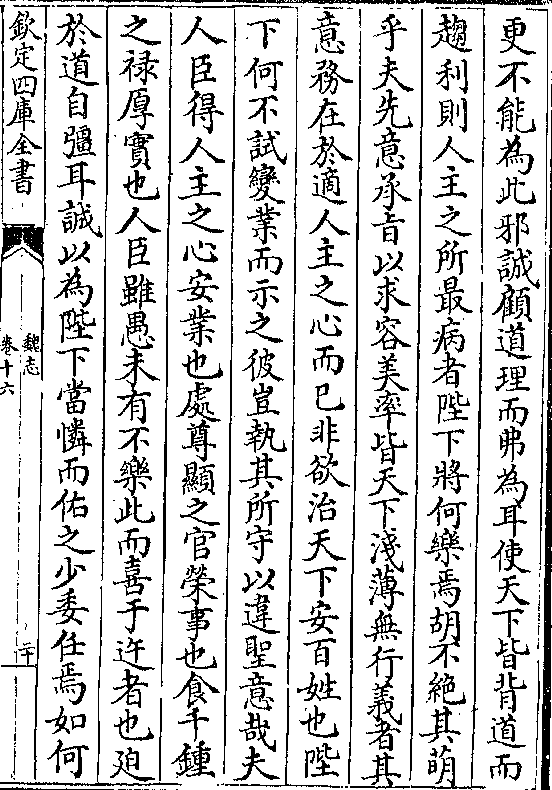 更不能為此邪誠顧道理而弗為耳使天下皆背道而
趨利則人主之所最病者陛下將何樂焉胡不絕其萌
乎夫先意承旨以求容美率皆天下淺薄無行義者其
意務在於適人主之心而已非欲治天下安百姓也陛
下何不試變業而示之彼豈執其所守以違聖意哉夫
人臣得人主之心安業也處尊顯之官榮事也食千鍾
之禄厚實也人臣雖愚未有不樂此而喜于迕者也廹
於道自彊耳誠以為陛下當憐而佑之少委任焉如何
欽定四庫全書
魏志
卷十六
二十